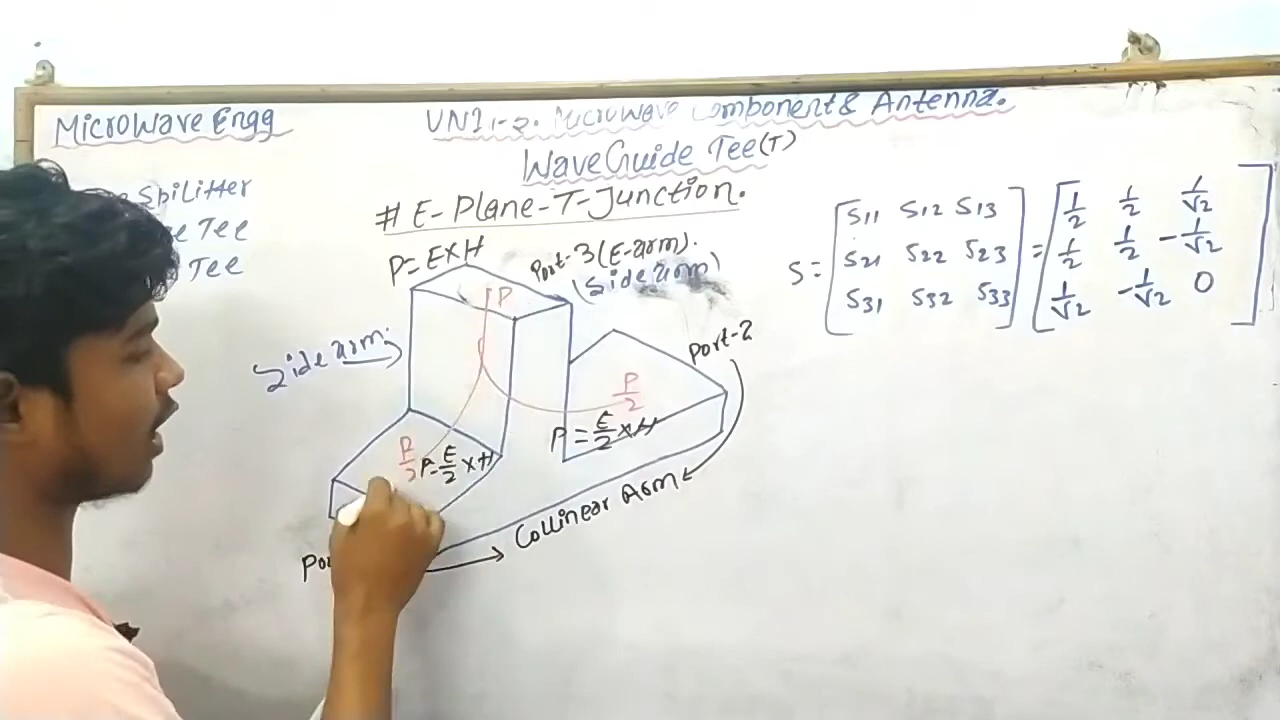 Microwave Engg
Microwave Components & Antenna.
WaveGuide Tee(T)
# E-Plane-T-Junction.
Spilitter
Tee
Tee
P=E×H
Port-3(E-arm).
(Side arm)
P
Side arm
Port-2
P/2
P=E/2×H
P/2
P=E/2×H
Collinear Arm
S = [S11 S12 S13] = [1/2 1/2 1/√2]
[S21 S22 S23] [1/2 1/2 -1/√2]
[S31 S32 S33] [1/√2 -1/√2 0]